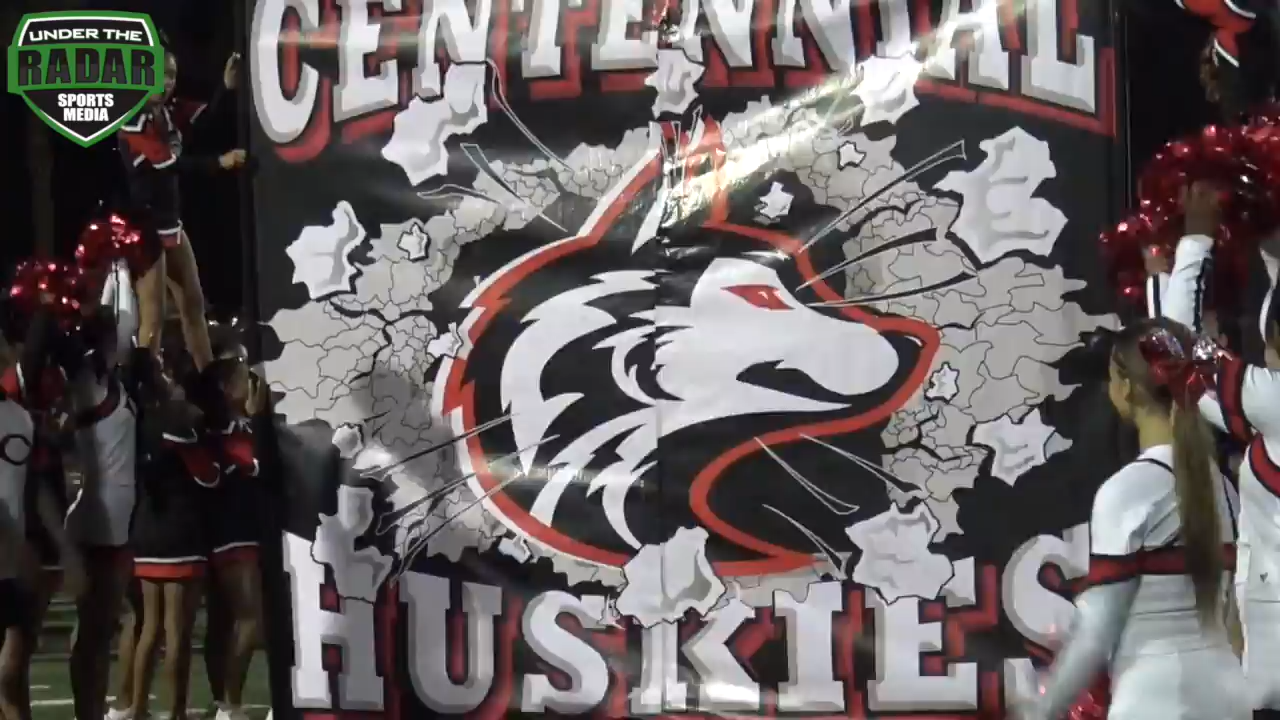 UNDER THE
RADAR
SPORTS
MEDIA
CENTENNIAL
HUSKIES